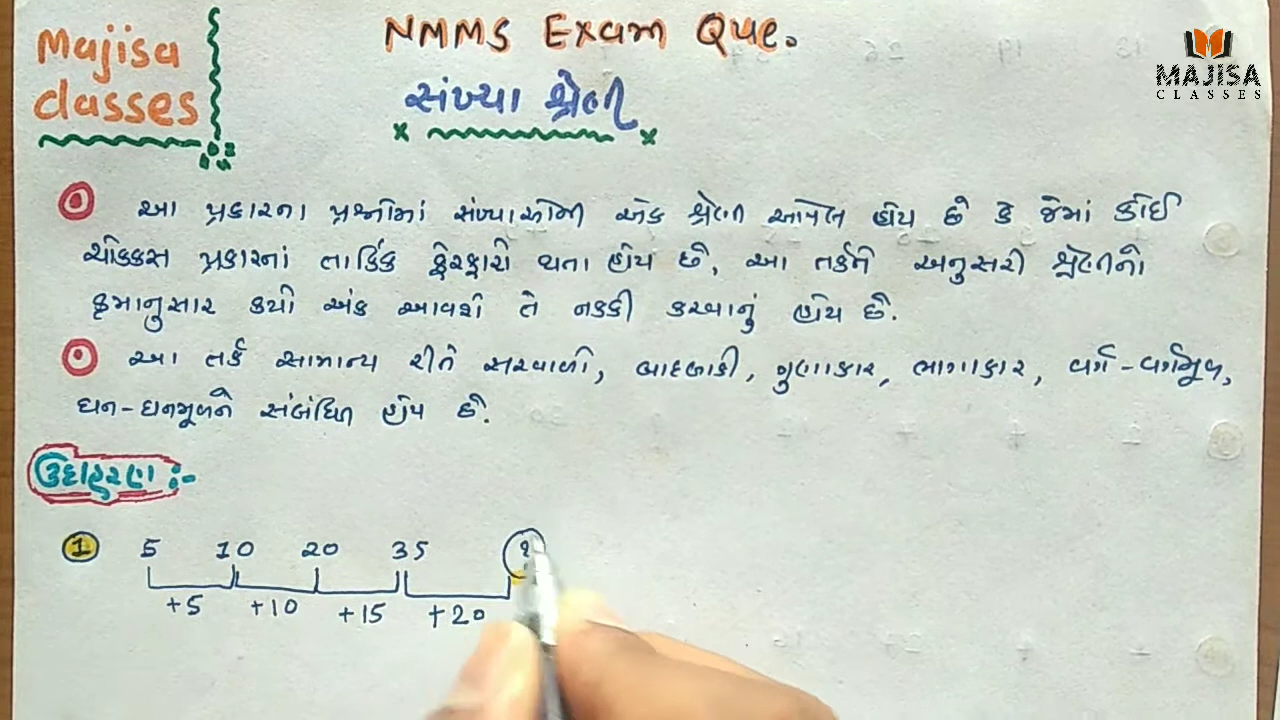 Majisa
classes
NMMS Exam Que.
સંખ્યા શ્રેણી
MAJISA
CLASSES
આ પ્રકારના પ્રશ્નોમાં સંખ્યાઓની એક શ્રેણી આપેલ હોય છે કે જેમાં કોઈ
ચોક્કસ પ્રકારનાં તાર્કિક ફેરફારો થતા હોય છે, આ તર્કને અનુસરી શ્રેણીનો
ક્રમાનુસાર કયો અંક આવશે તે નક્કી કરવાનું હોય છે.
આ તર્ક સામાન્ય રીતે સરવાળા, બાદબાકી, ગુણાકાર, ભાગાકાર, વર્ગ-વર્ગમૂળ,
ઘન-ઘનમૂળને સંબંધિત હોય છે.
ઉદાહરણ :-
1 5 10 20 35 ?
+5 +10 +15 +20